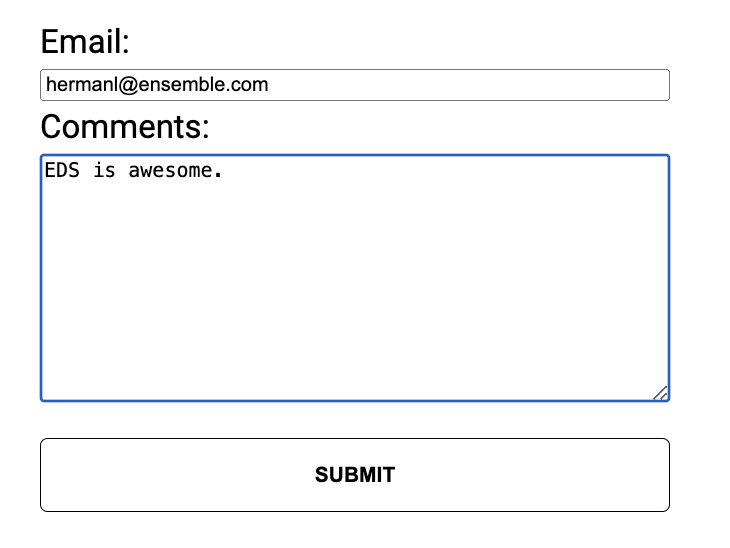 Email:
hermanl@ensemble.com
Comments:
EDS is awesome.
SUBMIT